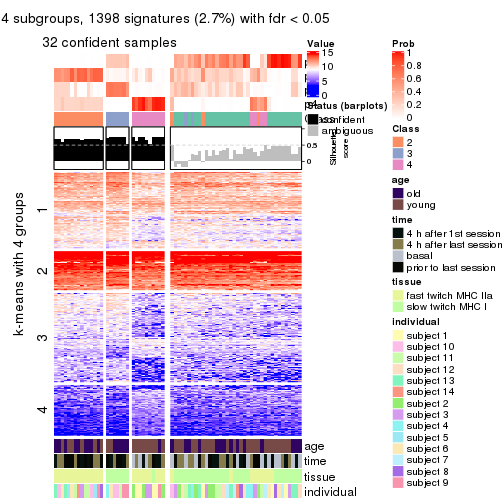 4 subgroups, 1398 signatures (2.7%) with fdr < 0.05
32 confident samples
Value
15
10
5
0
Status (barplots)
confident
ambiguous
0.5
0
Silhouette
score
Prob
1
0.8
0.6
0.4
0.2
0
Class
2
3
4
age
old
young
time
4 h after 1st session
4 h after last session
basal
prior to last session
tissue
fast twitch MHC IIa
slow twitch MHC I
individual
subject 1
subject 10
subject 11
subject 12
subject 13
subject 14
subject 2
subject 3
subject 4
subject 5
subject 6
subject 7
subject 8
subject 9
k-means with 4 groups
1
2
3
4
age
time
tissue
individual